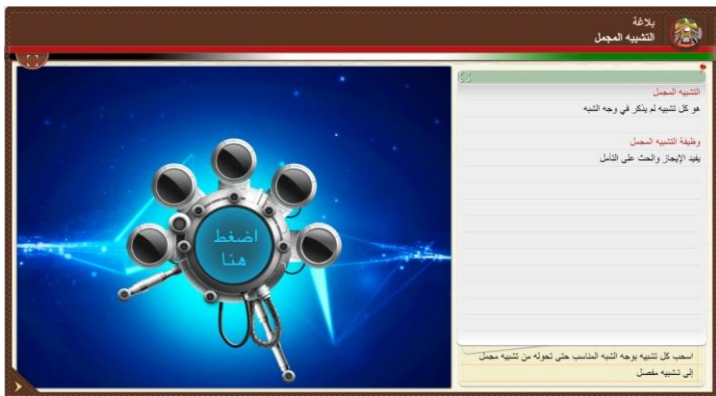 بلاغة
التشبيه المجمل
التشبيه المجمل
هو كل تشبيه لم يذكر في وجه الشبه
وظيفة التشبيه المجمل
يفيد الإيجاز والحث على التأمل
اضغط
هنا
اسحب كل تشبيه بوجه الشبه المناسب حتى تحوله من تشبيه مجمل
إلى تشبيه مفصل